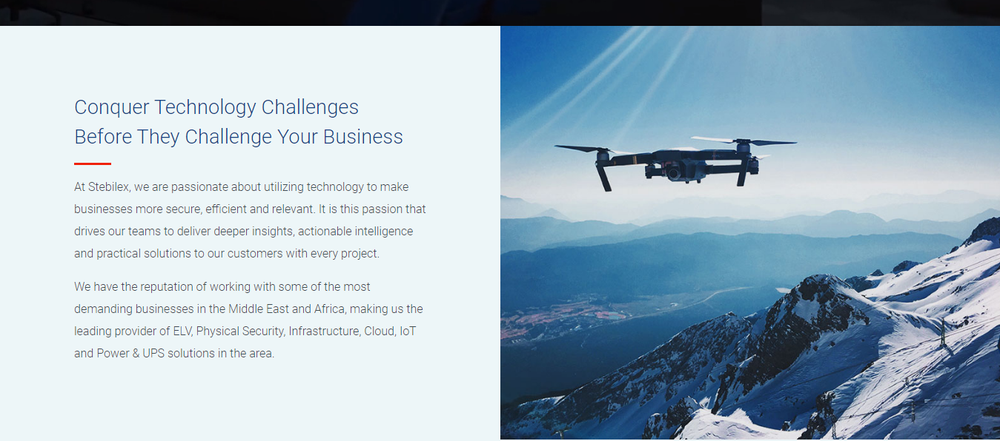 Conquer Technology Challenges
Before They Challenge Your Business
At Stebilex, we are passionate about utilizing technology to make
businesses more secure, efficient and relevant. It is this passion that
drives our teams to deliver deeper insights, actionable intelligence
and practical solutions to our customers with every project.
We have the reputation of working with some of the most
demanding businesses in the Middle East and Africa, making us the
leading provider of ELV, Physical Security, Infrastructure, Cloud, IoT
and Power & UPS solutions in the area.